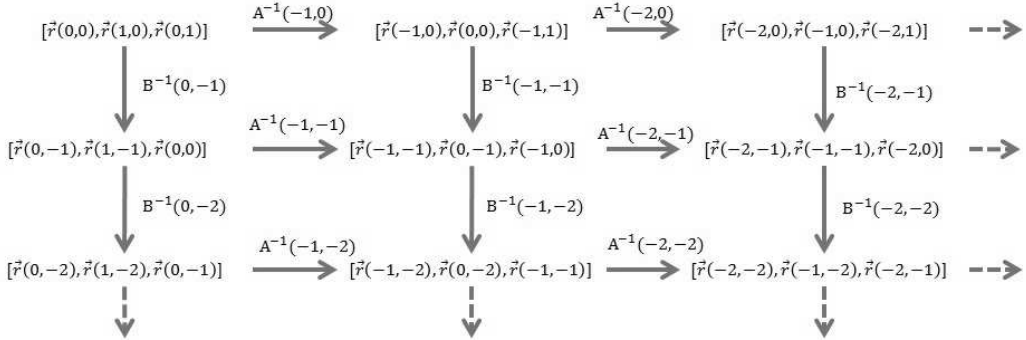 A⁻¹(−1,0) A⁻¹(−2,0)
[r⃗(0,0),r⃗(1,0),r⃗(0,1)] [r⃗(−1,0),r⃗(0,0),r⃗(−1,1)] [r⃗(−2,0),r⃗(−1,0),r⃗(−2,1)]
B⁻¹(0,−1) B⁻¹(−1,−1) B⁻¹(−2,−1)
A⁻¹(−1,−1) A⁻¹(−2,−1)
[r⃗(0,−1),r⃗(1,−1),r⃗(0,0)] [r⃗(−1,−1),r⃗(0,−1),r⃗(−1,0)] [r⃗(−2,−1),r⃗(−1,−1),r⃗(−2,0)]
B⁻¹(0,−2) B⁻¹(−1,−2) B⁻¹(−2,−2)
A⁻¹(−1,−2) A⁻¹(−2,−2)
[r⃗(0,−2),r⃗(1,−2),r⃗(0,−1)] [r⃗(−1,−2),r⃗(0,−2),r⃗(−1,−1)] [r⃗(−2,−2),r⃗(−1,−2),r⃗(−2,−1)]